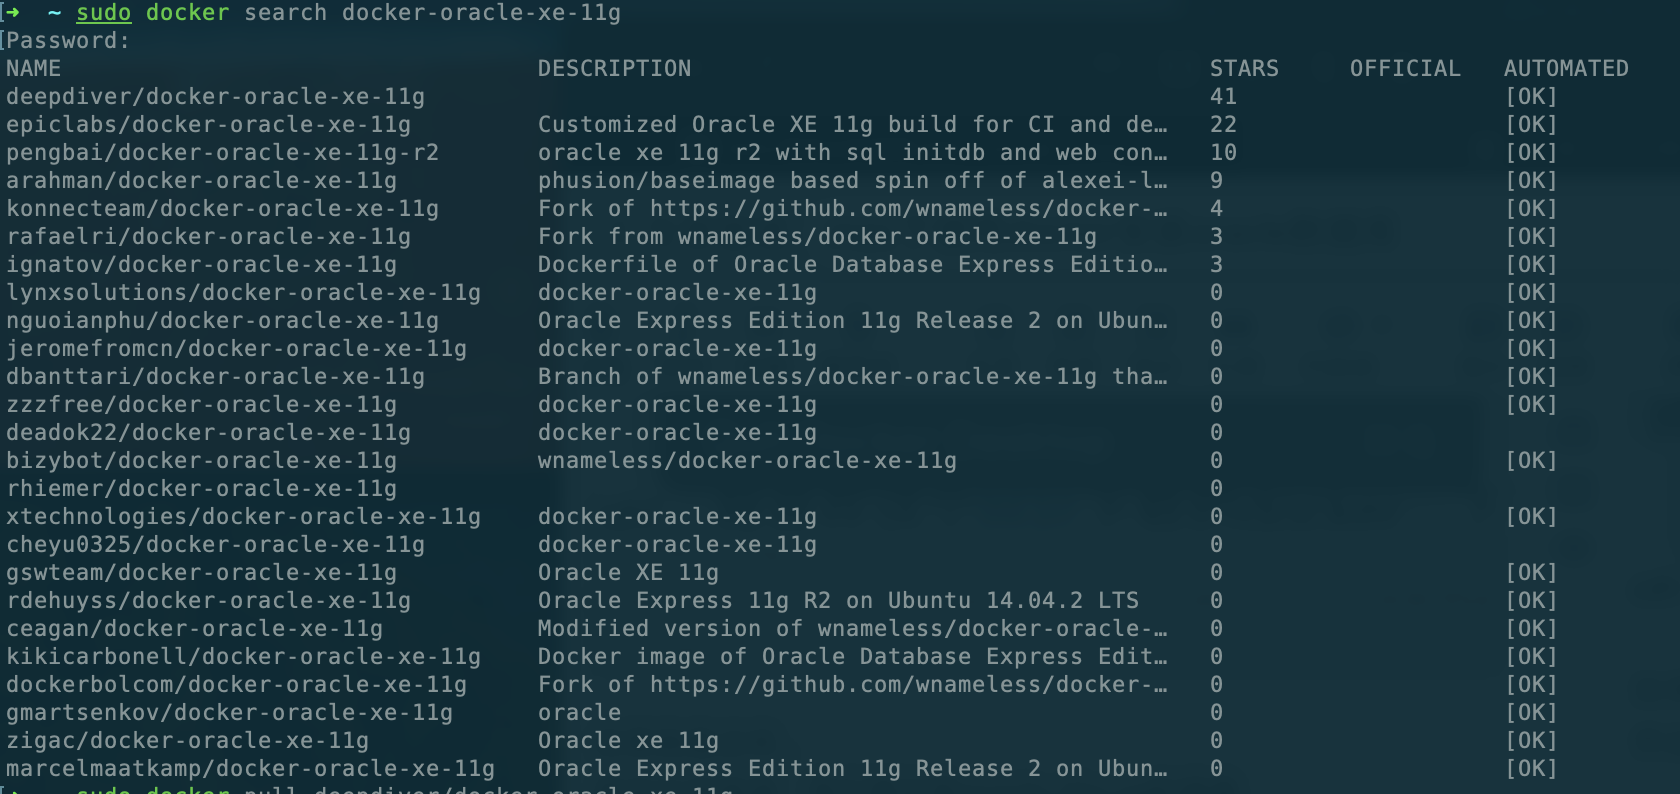 ➜  ~ sudo docker search docker-oracle-xe-11g
Password:
NAME DESCRIPTION STARS OFFICIAL AUTOMATED
deepdiver/docker-oracle-xe-11g 41 [OK]
epiclabs/docker-oracle-xe-11g Customized Oracle XE 11g build for CI and de… 22 [OK]
pengbai/docker-oracle-xe-11g-r2 oracle xe 11g r2 with sql initdb and web con… 10 [OK]
arahman/docker-oracle-xe-11g phusion/baseimage based spin off of alexei-l… 9 [OK]
konnecteam/docker-oracle-xe-11g Fork of https://github.com/wnameless/docker-… 4 [OK]
rafaelri/docker-oracle-xe-11g Fork from wnameless/docker-oracle-xe-11g 3 [OK]
ignatov/docker-oracle-xe-11g Dockerfile of Oracle Database Express Editio… 3 [OK]
lynxsolutions/docker-oracle-xe-11g docker-oracle-xe-11g 0 [OK]
nguoianphu/docker-oracle-xe-11g Oracle Express Edition 11g Release 2 on Ubun… 0 [OK]
jeromefromcn/docker-oracle-xe-11g docker-oracle-xe-11g 0 [OK]
dbanttari/docker-oracle-xe-11g Branch of wnameless/docker-oracle-xe-11g tha… 0 [OK]
zzzfree/docker-oracle-xe-11g docker-oracle-xe-11g 0 [OK]
deadok22/docker-oracle-xe-11g docker-oracle-xe-11g 0
bizybot/docker-oracle-xe-11g wnameless/docker-oracle-xe-11g 0 [OK]
rhiemer/docker-oracle-xe-11g 0
xtechnologies/docker-oracle-xe-11g docker-oracle-xe-11g 0 [OK]
cheyu0325/docker-oracle-xe-11g docker-oracle-xe-11g 0
gswteam/docker-oracle-xe-11g Oracle XE 11g 0 [OK]
rdehuyss/docker-oracle-xe-11g Oracle Express 11g R2 on Ubuntu 14.04.2 LTS 0 [OK]
ceagan/docker-oracle-xe-11g Modified version of wnameless/docker-oracle-… 0 [OK]
kikicarbonell/docker-oracle-xe-11g Docker image of Oracle Database Express Edit… 0 [OK]
dockerbolcom/docker-oracle-xe-11g Fork of https://github.com/wnameless/docker-… 0 [OK]
gmartsenkov/docker-oracle-xe-11g oracle 0 [OK]
zigac/docker-oracle-xe-11g Oracle xe 11g 0 [OK]
marcelmaatkamp/docker-oracle-xe-11g Oracle Express Edition 11g Release 2 on Ubun… 0 [OK]
➜  ~ sudo docker pull deepdiver/docker-oracle-xe-11g